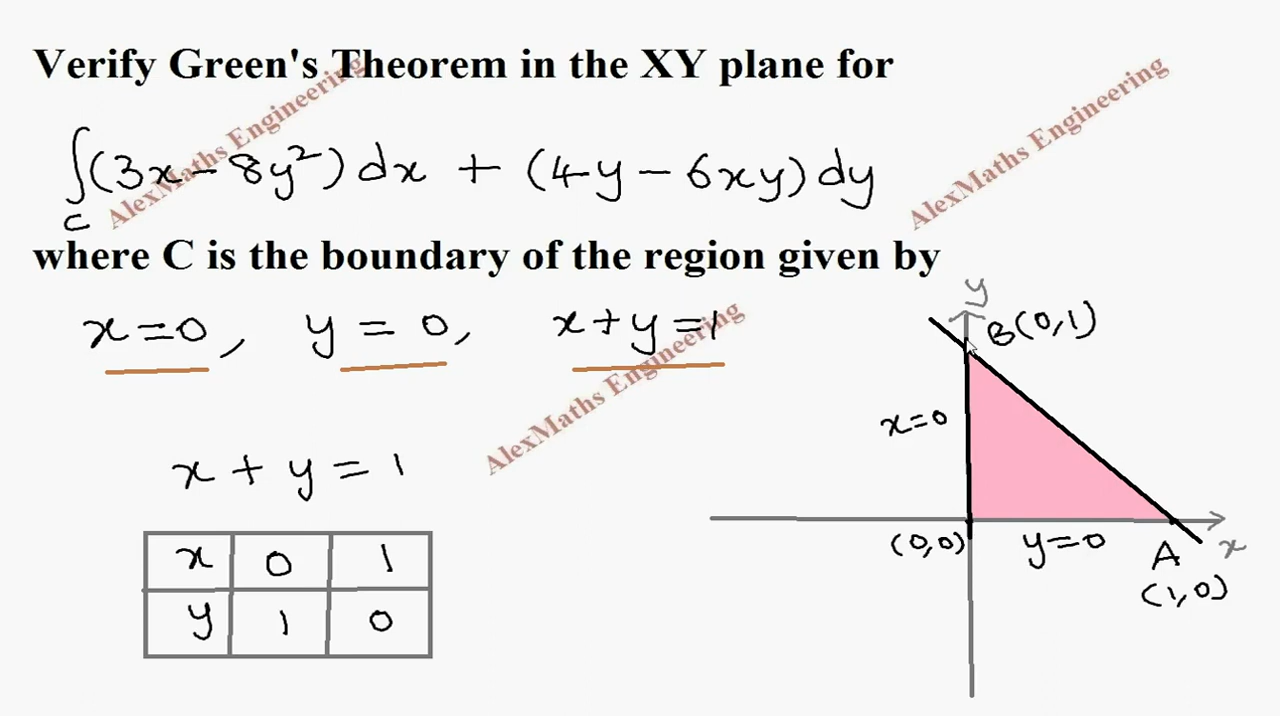 Verify Green's Theorem in the XY plane for
∫(3x-8y²)dx + (4y-6xy)dy
C
where C is the boundary of the region given by
x=0, y=0, x+y=1
x+y=1
x 0 1
y 1 0
y
B(0,1)
x=0
(0,0) y=0 A x
(1,0)
AlexMaths Engineering
AlexMaths Engineering
AlexMaths Engineering